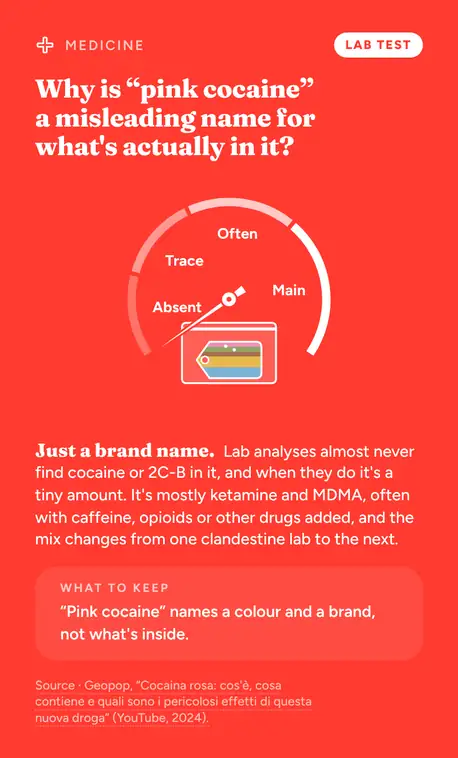 MEDICINE
LAB TEST
Why is “pink cocaine”
a misleading name for
what's actually in it?
Often
Trace
Main
Absent
Just a brand name. Lab analyses almost never
find cocaine or 2C-B in it, and when they do it's a
tiny amount. It's mostly ketamine and MDMA, often
with caffeine, opioids or other drugs added, and the
mix changes from one clandestine lab to the next.
WHAT TO KEEP
“Pink cocaine” names a colour and a brand,
not what's inside.
Source · Geopop, “Cocaina rosa: cos'è, cosa
contiene e quali sono i pericolosi effetti di questa
nuova droga” (YouTube, 2024).